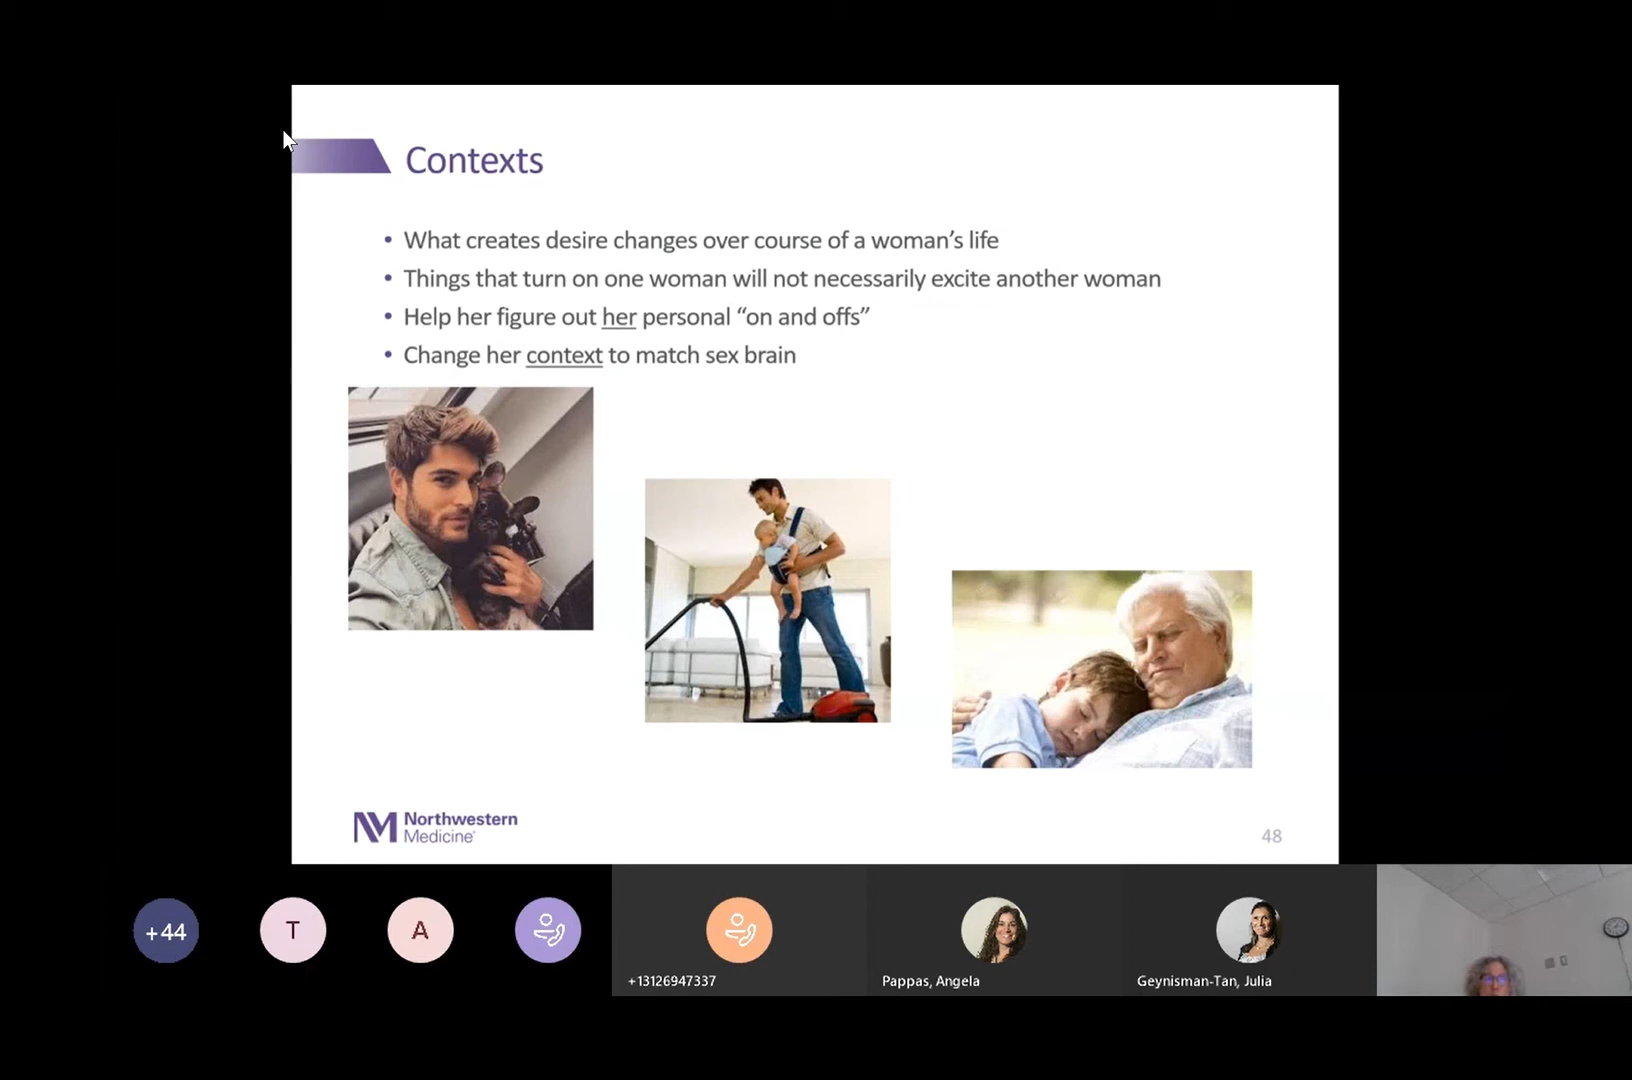 Contexts
• What creates desire changes over course of a woman’s life
• Things that turn on one woman will not necessarily excite another woman
• Help her figure out her personal “on and offs”
• Change her context to match sex brain
NM Northwestern
Medicine
48
+44
T
A
+13126947337
Pappas, Angela
Geynisman-Tan, Julia